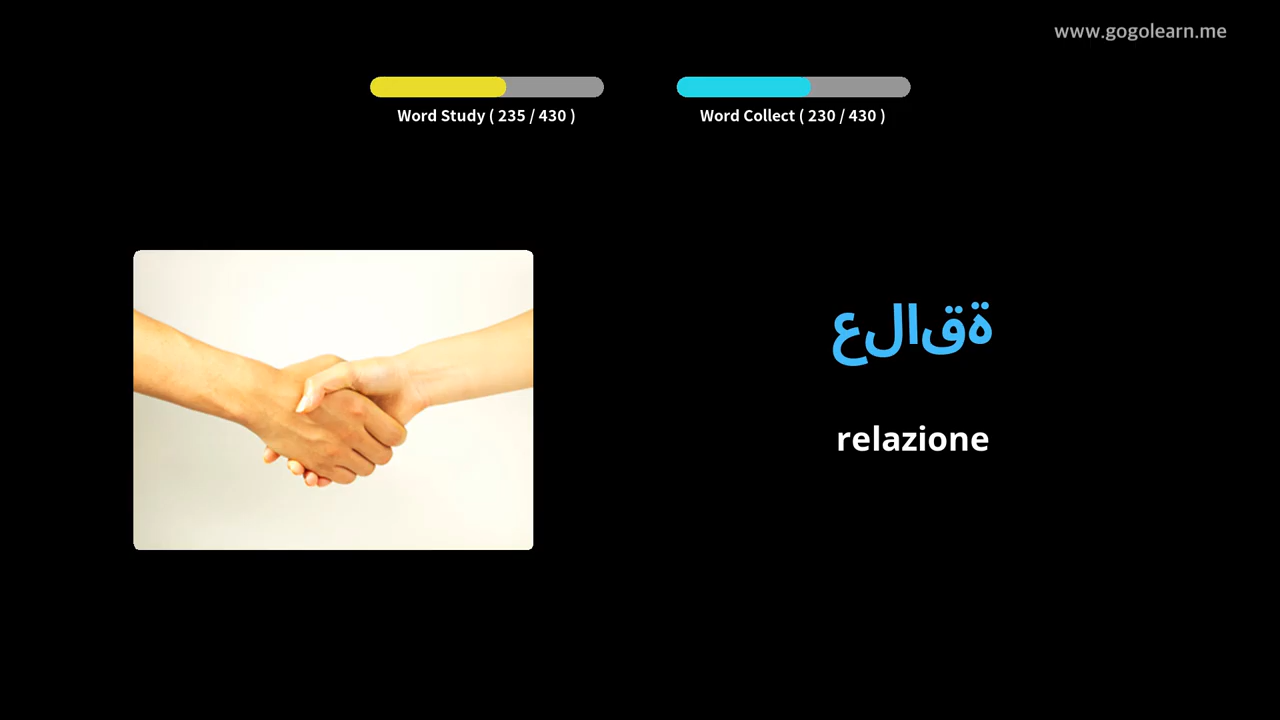 www.gogolearn.me
Word Study ( 235 / 430 )
Word Collect ( 230 / 430 )
علاقة
relazione